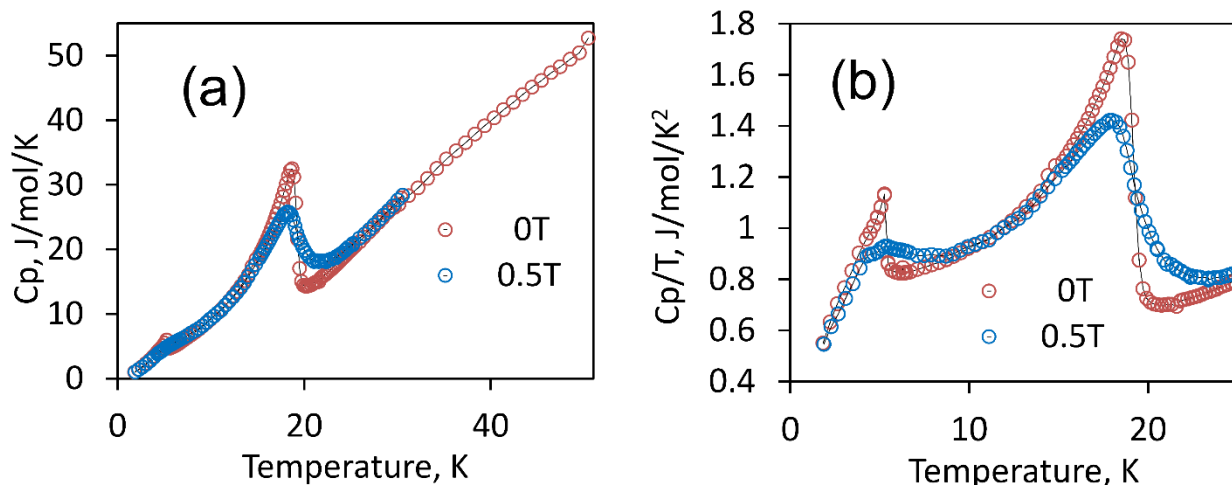 (a)
Cp, J/mol/K
50
40
30
20
10
0
0T
0.5T
0
20
40
Temperature, K
(b)
Cp/T, J/mol/K²
1.8
1.6
1.4
1.2
1
0.8
0.6
0.4
0T
0.5T
0
10
20
Temperature, K